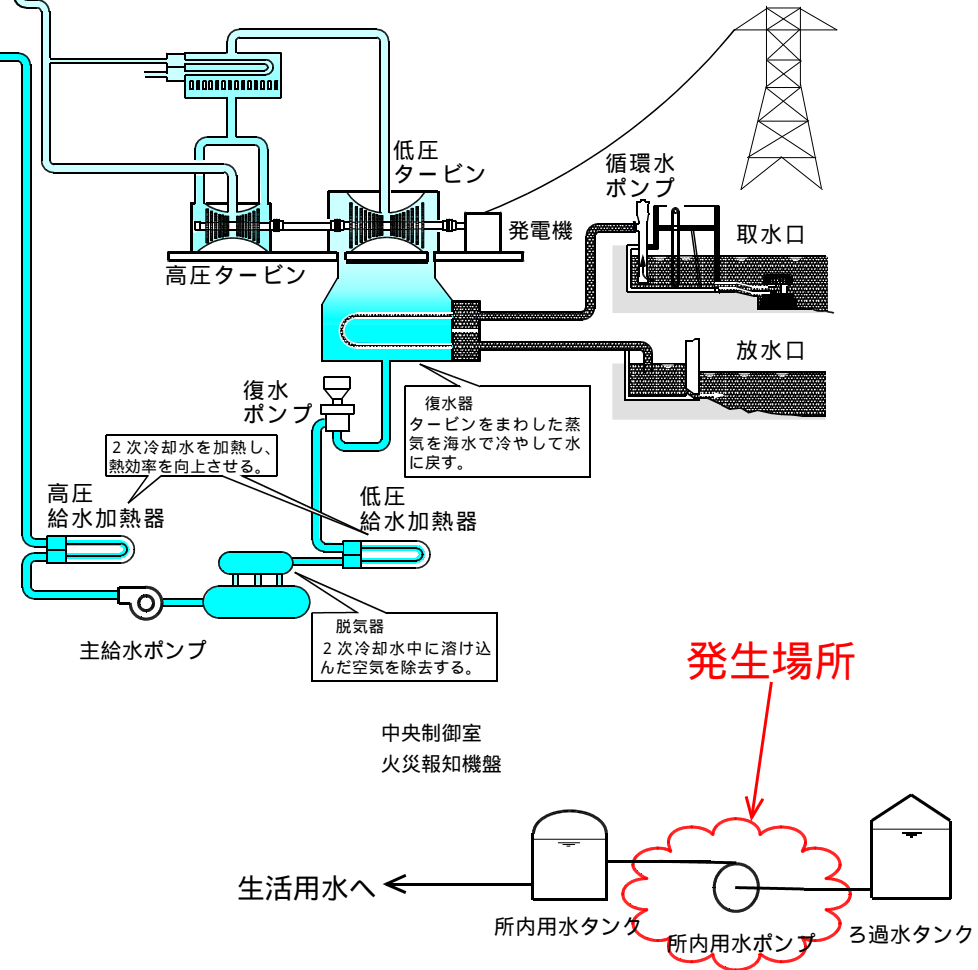 低圧
タービン
循環水
ポンプ
発電機
取水口
高圧タービン
放水口
復水
ポンプ
復水器
タービンをまわした蒸
気を海水で冷やして水
に戻す。
２次冷却水を加熱し、
熱効率を向上させる。
高圧
給水加熱器
低圧
給水加熱器
脱気器
２次冷却水中に溶け込
んだ空気を除去する。
主給水ポンプ
発生場所
中央制御室
火災報知機盤
生活用水へ
所内用水タンク
所内用水ポンプ
ろ過水タンク